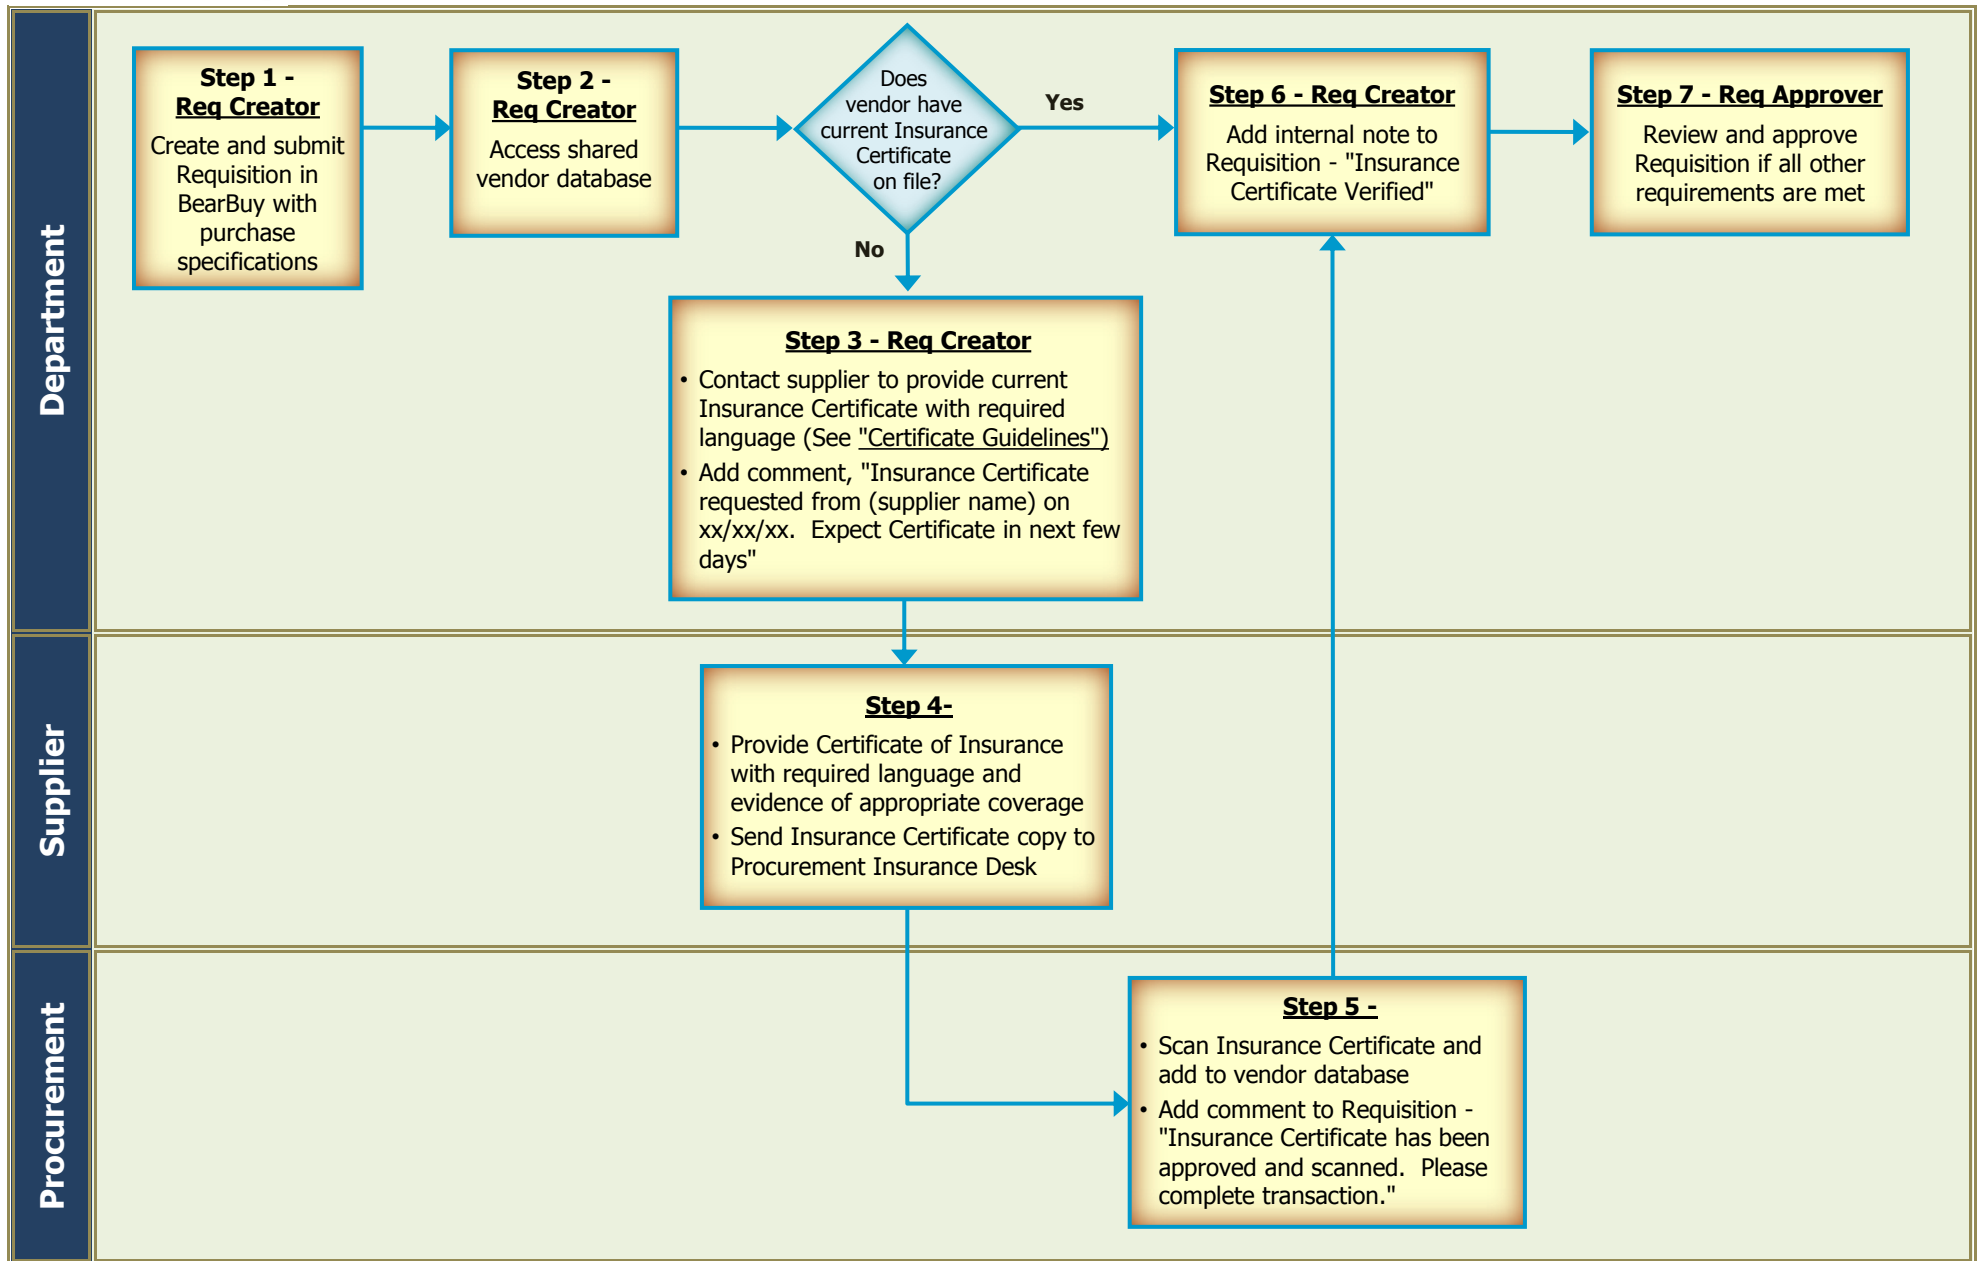 Department
Step 1 -
Req Creator
Create and submit
Requisition in
BearBuy with
purchase
specifications
Step 2 -
Req Creator
Access shared
vendor database
Does
vendor have
current Insurance
Certificate
on file?
Yes
No
Step 6 - Req Creator
Add internal note to
Requisition - "Insurance
Certificate Verified"
Step 7 - Req Approver
Review and approve
Requisition if all other
requirements are met
Step 3 - Req Creator
• Contact supplier to provide current
Insurance Certificate with required
language (See "Certificate Guidelines")
• Add comment, "Insurance Certificate
requested from (supplier name) on
xx/xx/xx.  Expect Certificate in next few
days"
Supplier
Step 4-
• Provide Certificate of Insurance
with required language and
evidence of appropriate coverage
• Send Insurance Certificate copy to
Procurement Insurance Desk
Procurement
Step 5 -
• Scan Insurance Certificate and
add to vendor database
• Add comment to Requisition -
"Insurance Certificate has been
approved and scanned.  Please
complete transaction."